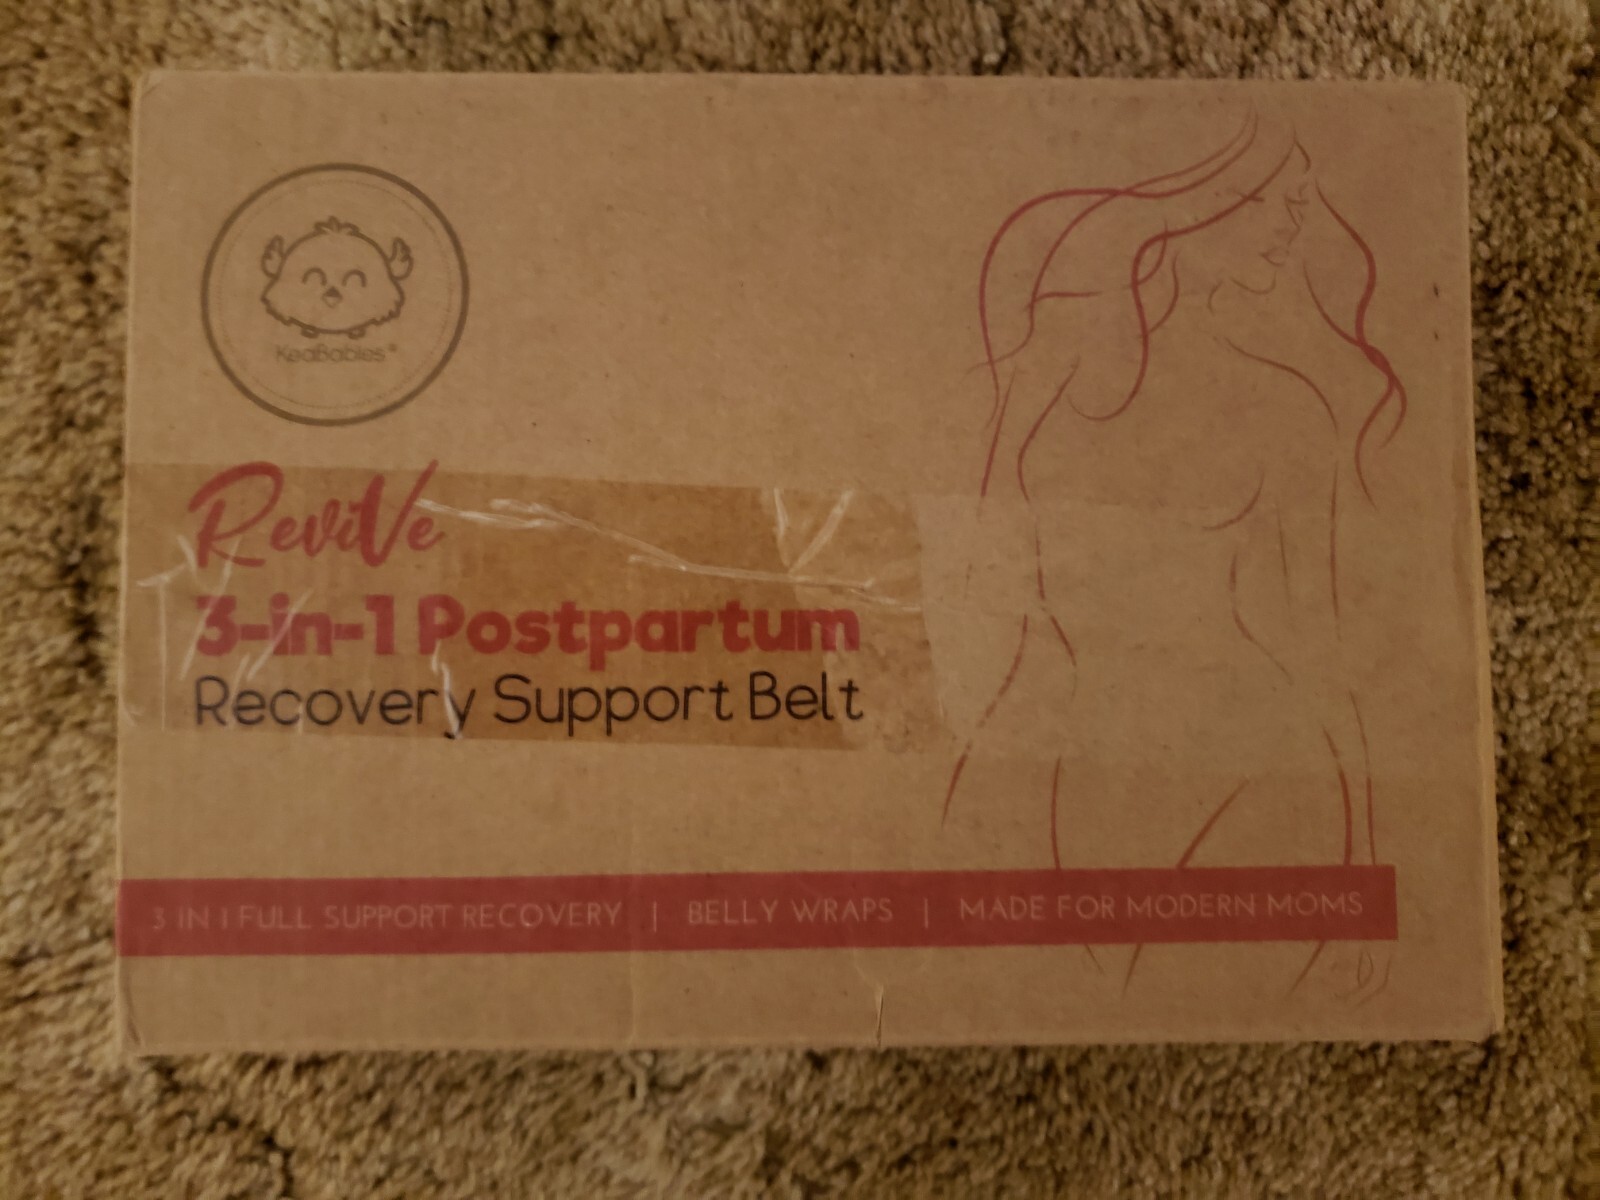 KeaBabies®
ReviVe
3-in-1 Postpartum
Recovery Support Belt
3 IN 1 FULL SUPPORT RECOVERY | BELLY WRAPS | MADE FOR MODERN MOMS